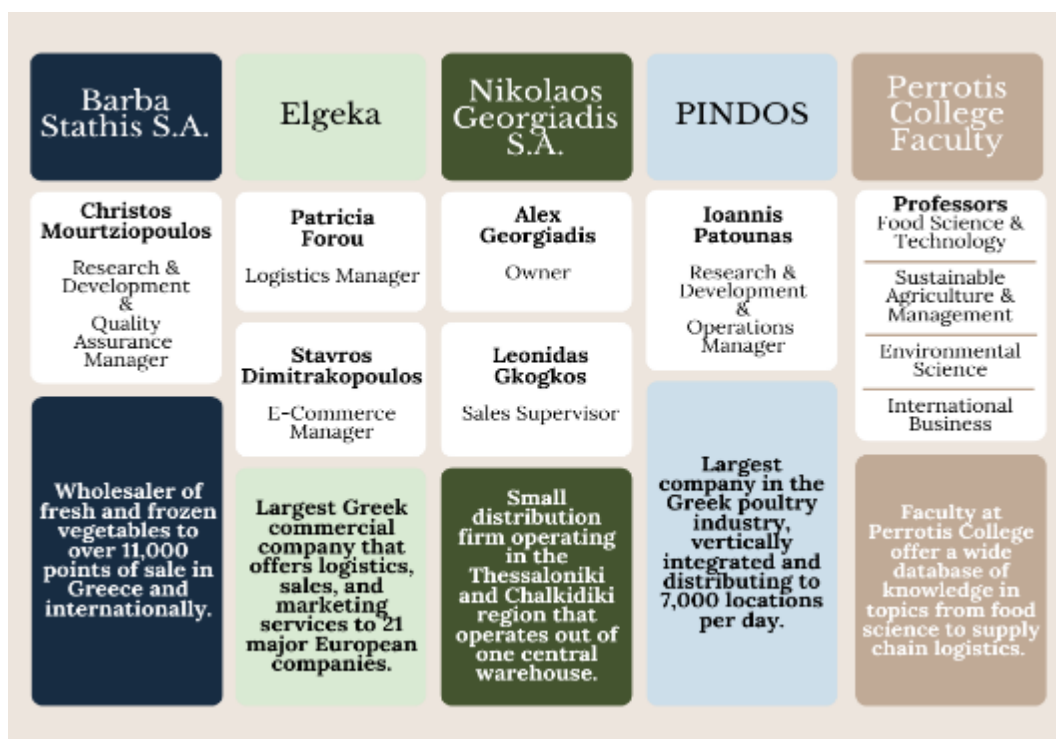 Barba
Stathis S.A.
Christos
Mourtziopoulos
Research &
Development
&
Quality
Assurance
Manager
Wholesaler of
fresh and frozen
vegetables to
over 11,000
points of sale in
Greece and
internationally.
Elgeka
Patricia
Forou
Logistics Manager
Stavros
Dimitrakopoulos
E-Commerce
Manager
Largest Greek
commercial
company that
offers logistics,
sales, and
marketing
services to 21
major European
companies.
Nikolaos
Georgiadis
S.A.
Alex
Georgiadis
Owner
Leonidas
Gkogkos
Sales Supervisor
Small
distribution
firm operating
in the
Thessaloniki
and Chalkidiki
region that
operates out of
one central
warehouse.
PINDOS
Ioannis
Patounas
Research &
Development
&
Operations
Manager
Largest
company in the
Greek poultry
industry,
vertically
integrated and
distributing to
7,000 locations
per day.
Perrotis
College
Faculty
Professors
Food Science &
Technology
Sustainable
Agriculture &
Management
Environmental
Science
International
Business
Faculty at
Perrotis College
offer a wide
database of
knowledge in
topics from food
science to supply
chain logistics.